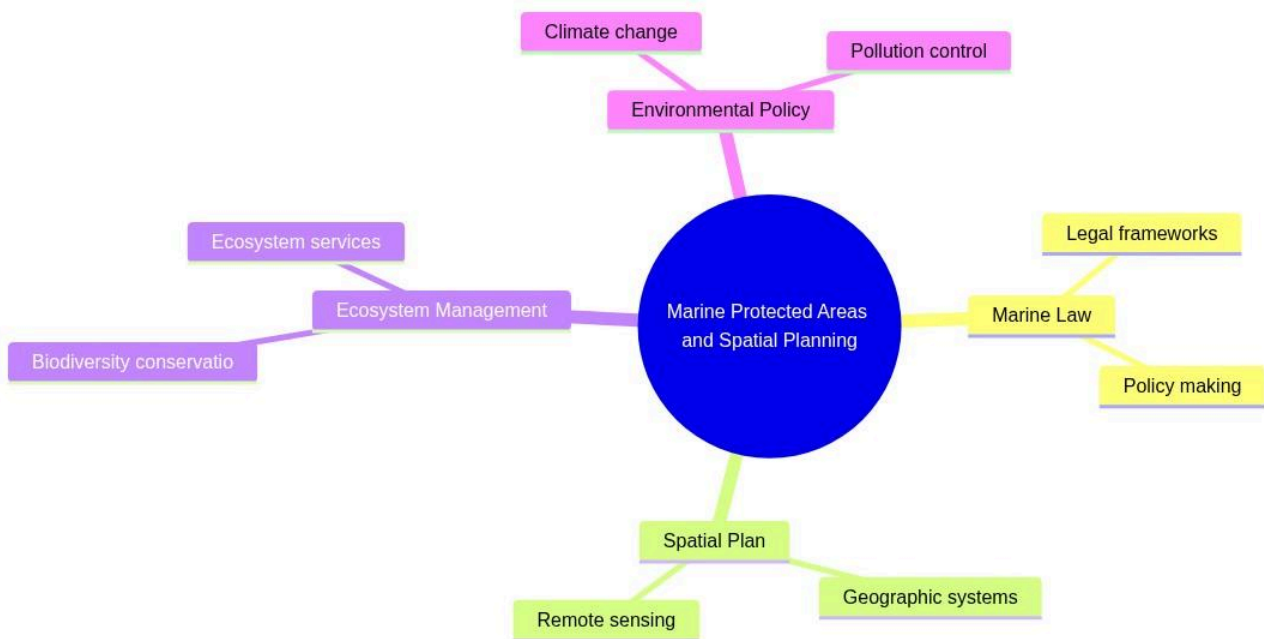 Climate change
Pollution control
Environmental Policy
Ecosystem services
Legal frameworks
Ecosystem Management
Marine Protected Areas
and Spatial Planning
Marine Law
Biodiversity conservatio
Policy making
Spatial Plan
Geographic systems
Remote sensing